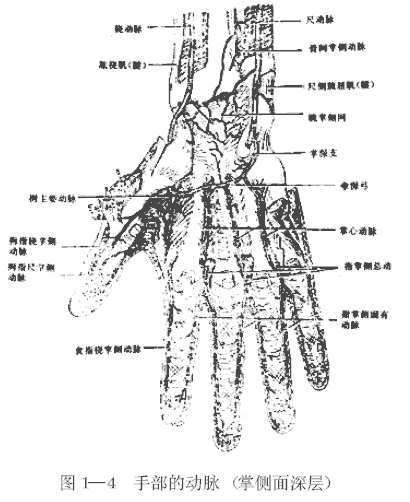 桡动脉
尺动脉
骨间掌侧动脉
肱桡肌(腱)
尺侧腕屈肌(腱)
腕掌侧网
掌深支
掌深弓
拇主要动脉
掌心动脉
拇指桡掌侧
动脉
拇指尺掌侧
动脉
指掌侧总动
指掌侧固有
动脉
食指桡掌侧动脉
图 1—4 手部的动脉 (掌侧面深层)